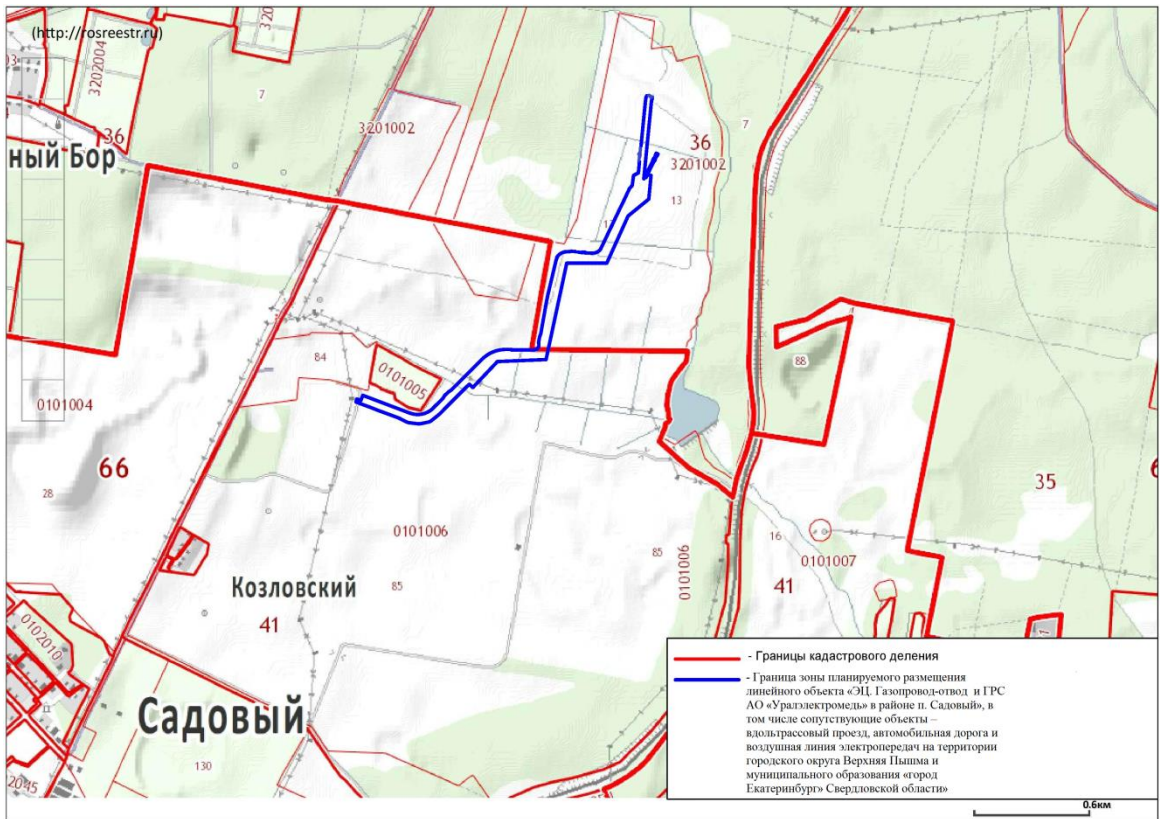 (http://rosreestr.ru)
320
3202004
7
3201002
36
ный Бор
36
3201002
7
13
84
0101005
88
0101004
66
28
35
6
0101006
85
85
0101006
16
0101007
Козловский
41
41
0102010
Садовый
130
- Границы кадастрового деления
- Граница зоны планируемого размещения
линейного объекта «ЭЦ. Газопровод-отвод и ГРС
АО «Уралэлектромедь» в районе п. Садовый», в
том числе сопутствующие объекты –
вдольтрассовый проезд, автомобильная дорога и
воздушная линия электропередач на территории
городского округа Верхняя Пышма и
муниципального образования «город
Екатеринбург» Свердловской области»
0.6км